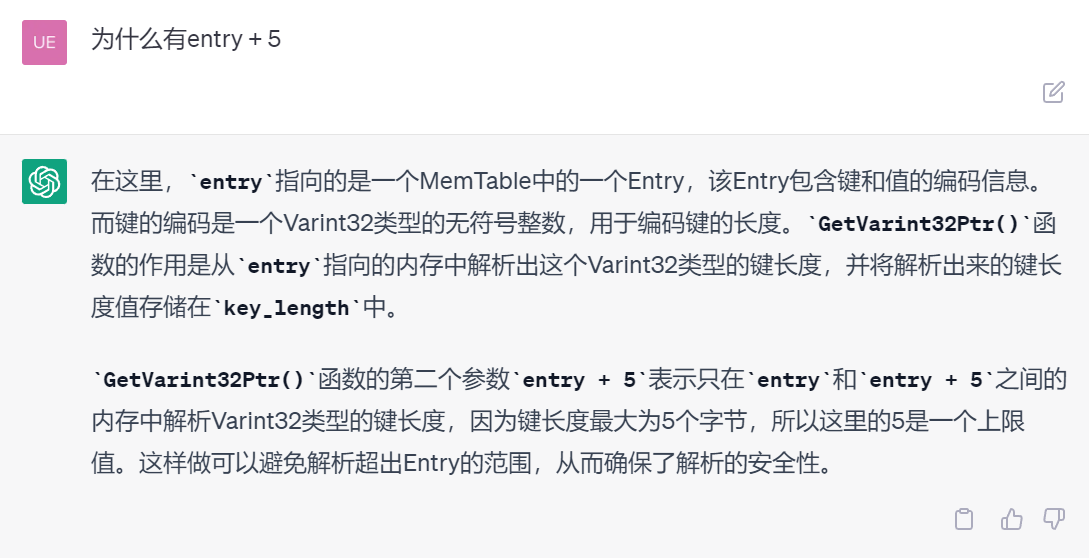 UE
为什么有entry + 5
在这里，`entry`指向的是一个MemTable中的一个Entry，该Entry包含键和值的编码信息。
而键的编码是一个Varint32类型的无符号整数，用于编码键的长度。`GetVarint32Ptr()`函
数的作用是从`entry`指向的内存中解析出这个Varint32类型的键长度，并将解析出来的键长
度值存储在`key_length`中。
`GetVarint32Ptr()`函数的第二个参数`entry + 5`表示只在`entry`和`entry + 5`之间的
内存中解析Varint32类型的键长度，因为键长度最大为5个字节，所以这里的5是一个上限
值。这样做可以避免解析超出Entry的范围，从而确保了解析的安全性。